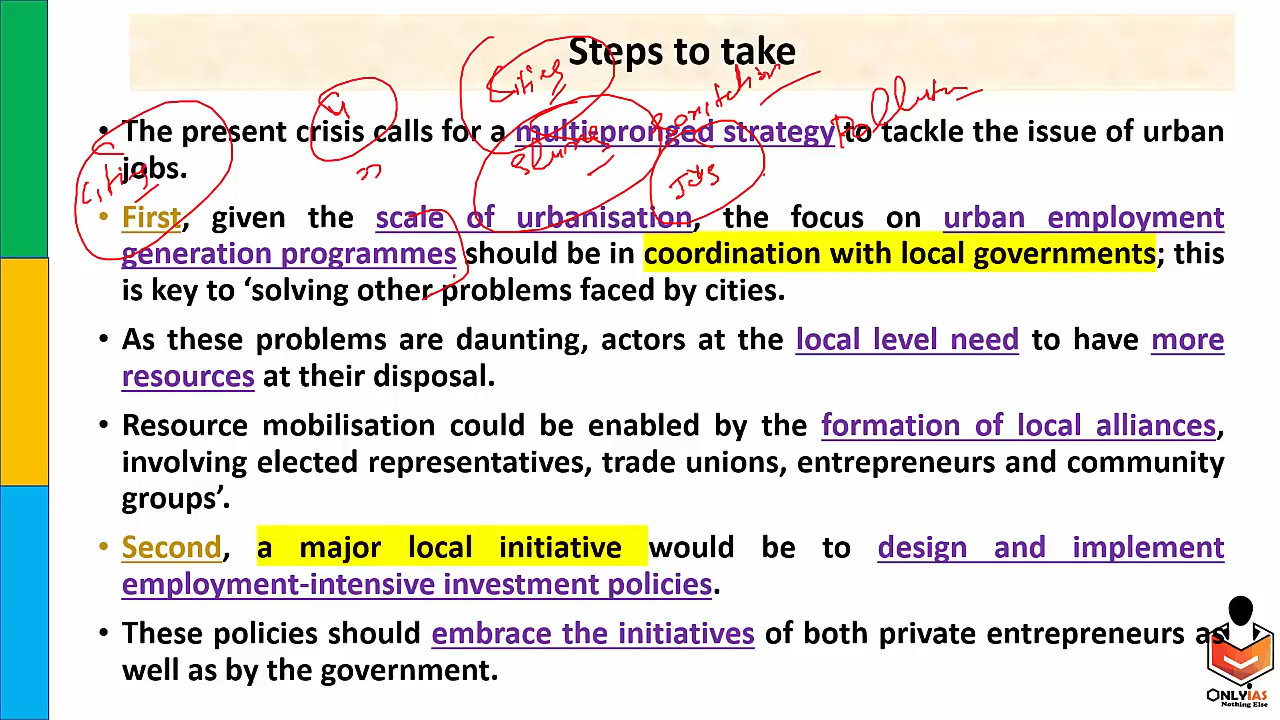 Steps to take
Cities
Sanitation
Pollution
• The present crisis calls for a multi-pronged strategy to tackle the issue of urban
jobs.
Cities
Slums
Jobs
• First, given the scale of urbanisation, the focus on urban employment
generation programmes should be in coordination with local governments; this
is key to ‘solving other problems faced by cities.
• As these problems are daunting, actors at the local level need to have more
resources at their disposal.
• Resource mobilisation could be enabled by the formation of local alliances,
involving elected representatives, trade unions, entrepreneurs and community
groups’.
• Second, a major local initiative would be to design and implement
employment-intensive investment policies.
• These policies should embrace the initiatives of both private entrepreneurs as
well as by the government.
ONLYIAS
Nothing Else